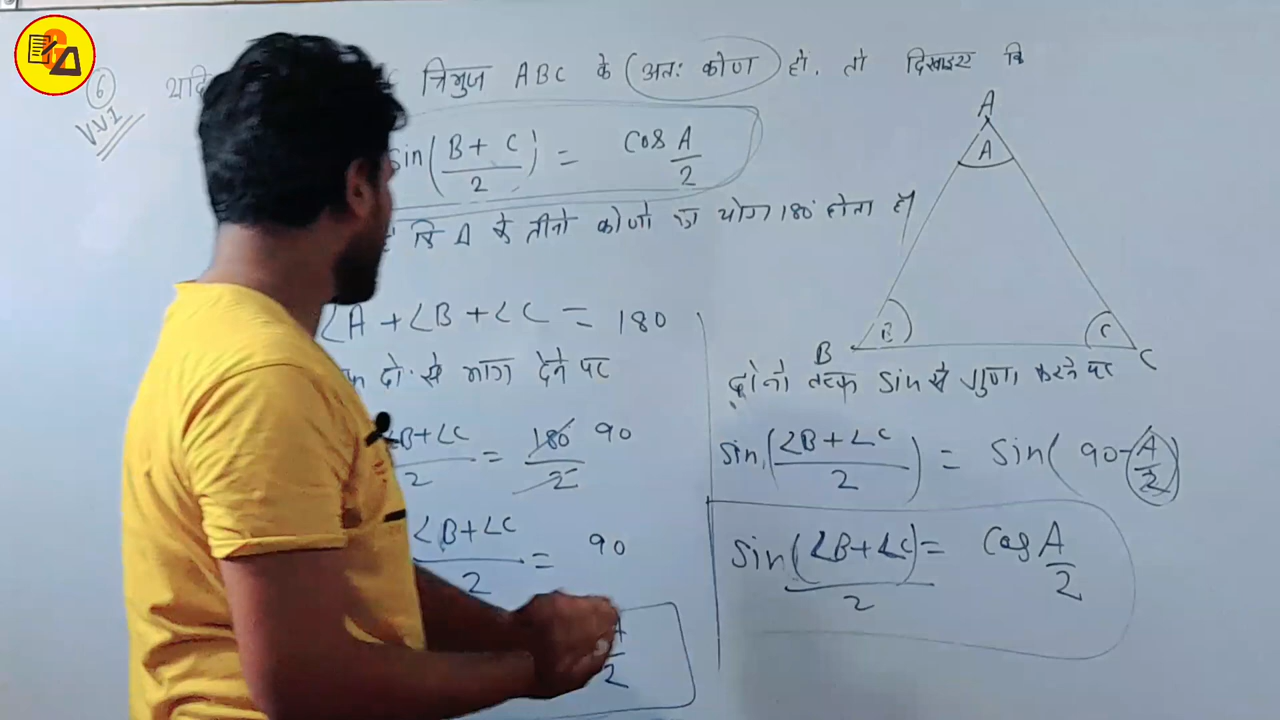 6 यदि त्रिभुज ABC के (अतः कोण) हो, तो दिखाइए कि
VVI
sin(B + C / 2) = cos A/2
कि Δ के तीनो कोणो का योग 180° होता है
∠A + ∠B + ∠C = 180
दो से भाग देने पर
∠B+∠C / 2 = 180/2 90
∠B+∠C / 2 = 90
A/2
A
A
B
B
C
C
दोनो तरफ sin से गुणा करने पर
sin(∠B+∠C / 2) = sin(90-A/2)
sin(∠B+∠C)/2 = cos A/2